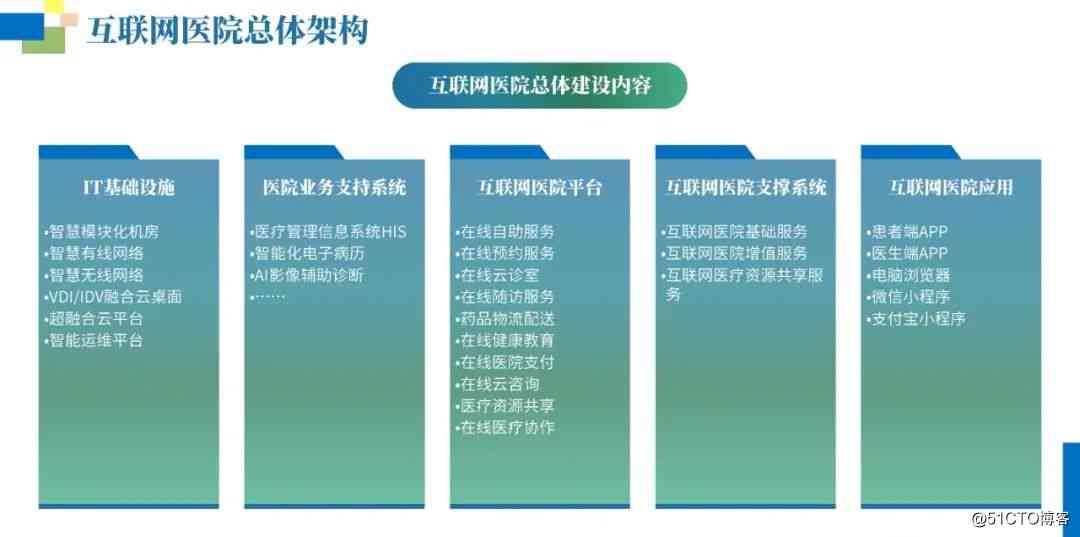 互联网医院总体架构
互联网医院总体建设内容
IT基础设施
•智慧模块化机房
•智慧有线网络
•智慧无线网络
•VDI/IDV融合云桌面
•超融合云平台
•智能运维平台
医院业务支持系统
•医疗管理信息系统HIS
•智能化电子病历
•AI影像辅助诊断
•……
互联网医院平台
•在线自助服务
•在线预约服务
•在线云诊室
•在线随访服务
•药品物流配送
•在线健康教育
•在线医院支付
•在线云咨询
•医疗资源共享
•在线医疗协作
互联网医院支撑系统
•互联网医院基础服务
•互联网医院增值服务
•互联网医疗资源共享服
务
互联网医院应用
•患者端APP
•医生端APP
•电脑浏览器
•微信小程序
•支付宝小程序
@51CTO博客